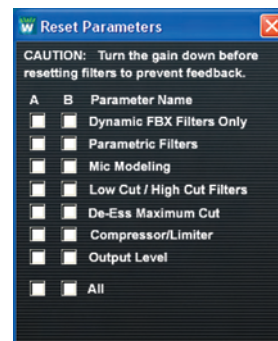 W Reset Parameters
CAUTION: Turn the gain down before
resetting filters to prevent feedback.
A B Parameter Name
Dynamic FBX Filters Only
Parametric Filters
Mic Modeling
Low Cut / High Cut Filters
De-Ess Maximum Cut
Compressor/Limiter
Output Level
All